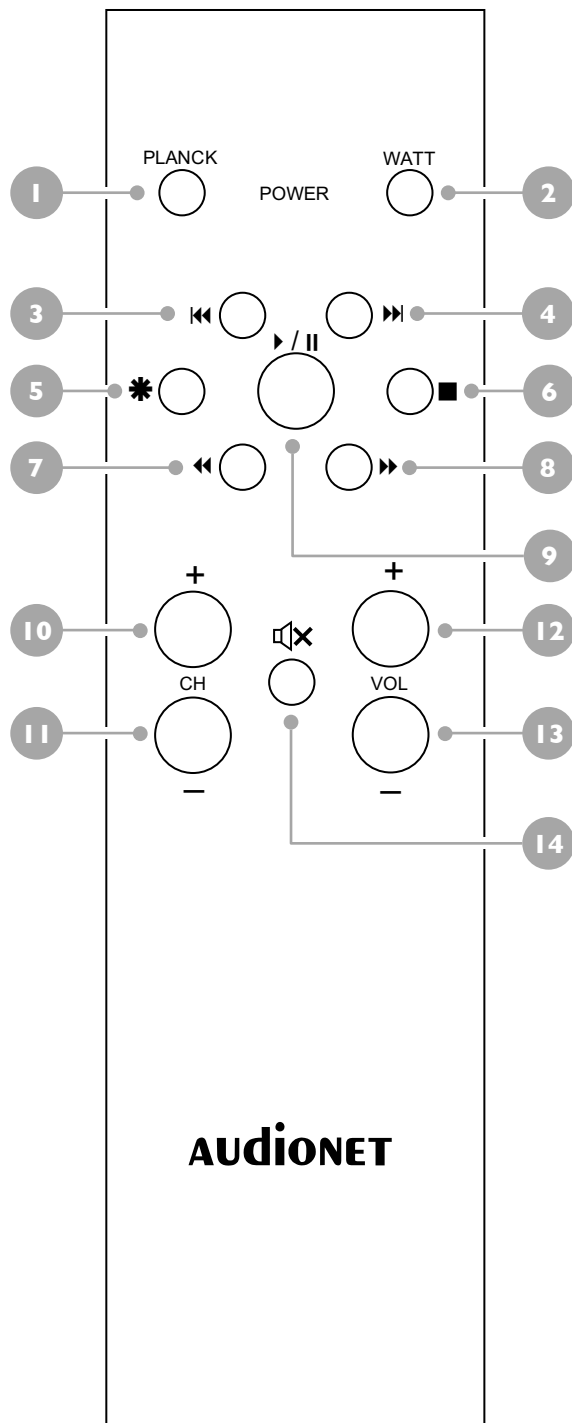 PLANCK WATT
1 POWER 2
3 4
/
5 6
7 8
9
+ +
10 12
CH VOL
11 13
– –
14
AUDIONET